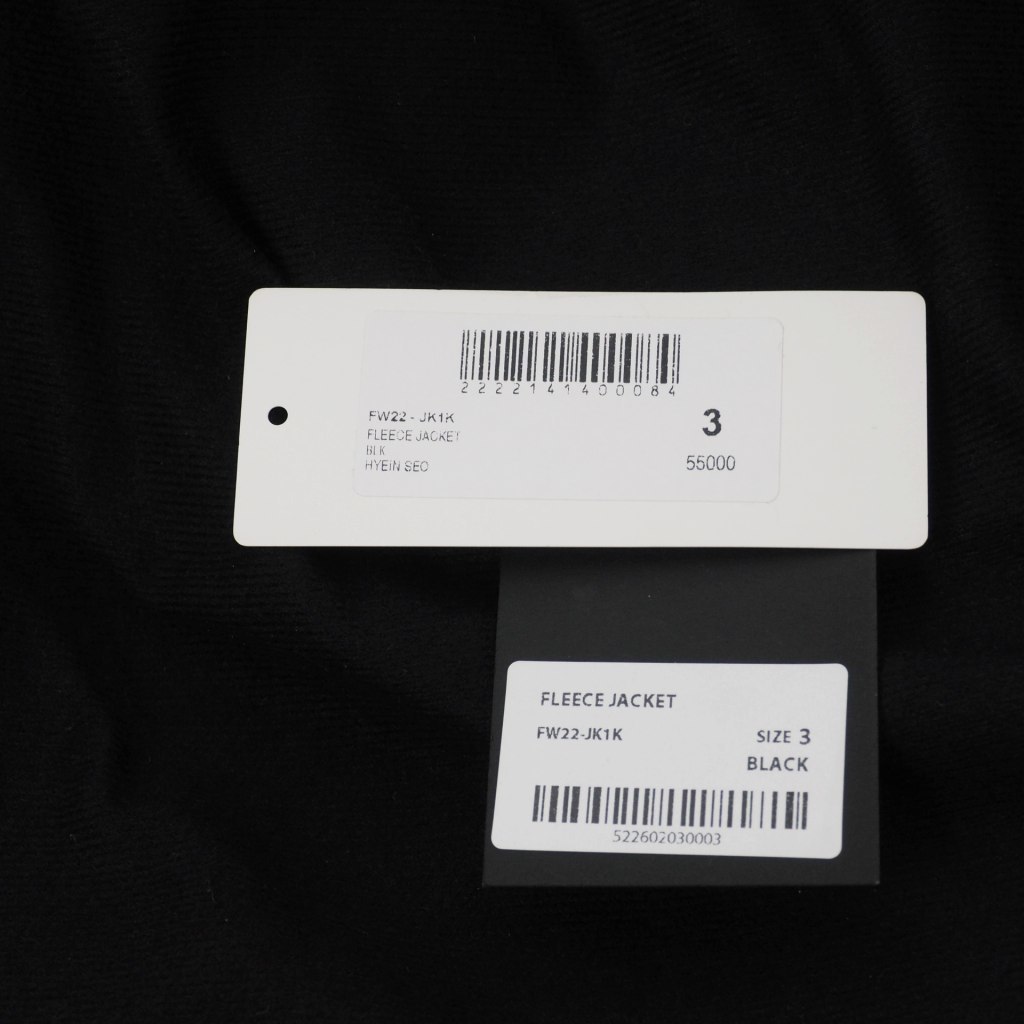 2222141400084
FW22 - JK1K
3
FLEECE JACKET
BLK
HYEIN SEO
55000
FLEECE JACKET
FW22-JK1K
SIZE 3
BLACK
522602030003